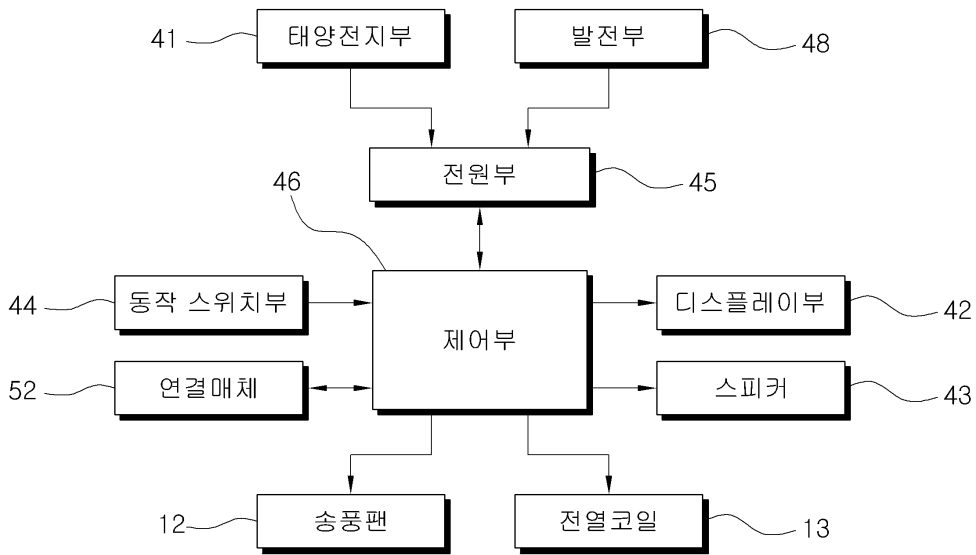 41 태양전지부 발전부 48
전원부 45
46
44 동작 스위치부 디스플레이부 42
제어부
52 연결매체 스피커 43
12 송풍팬 전열코일 13